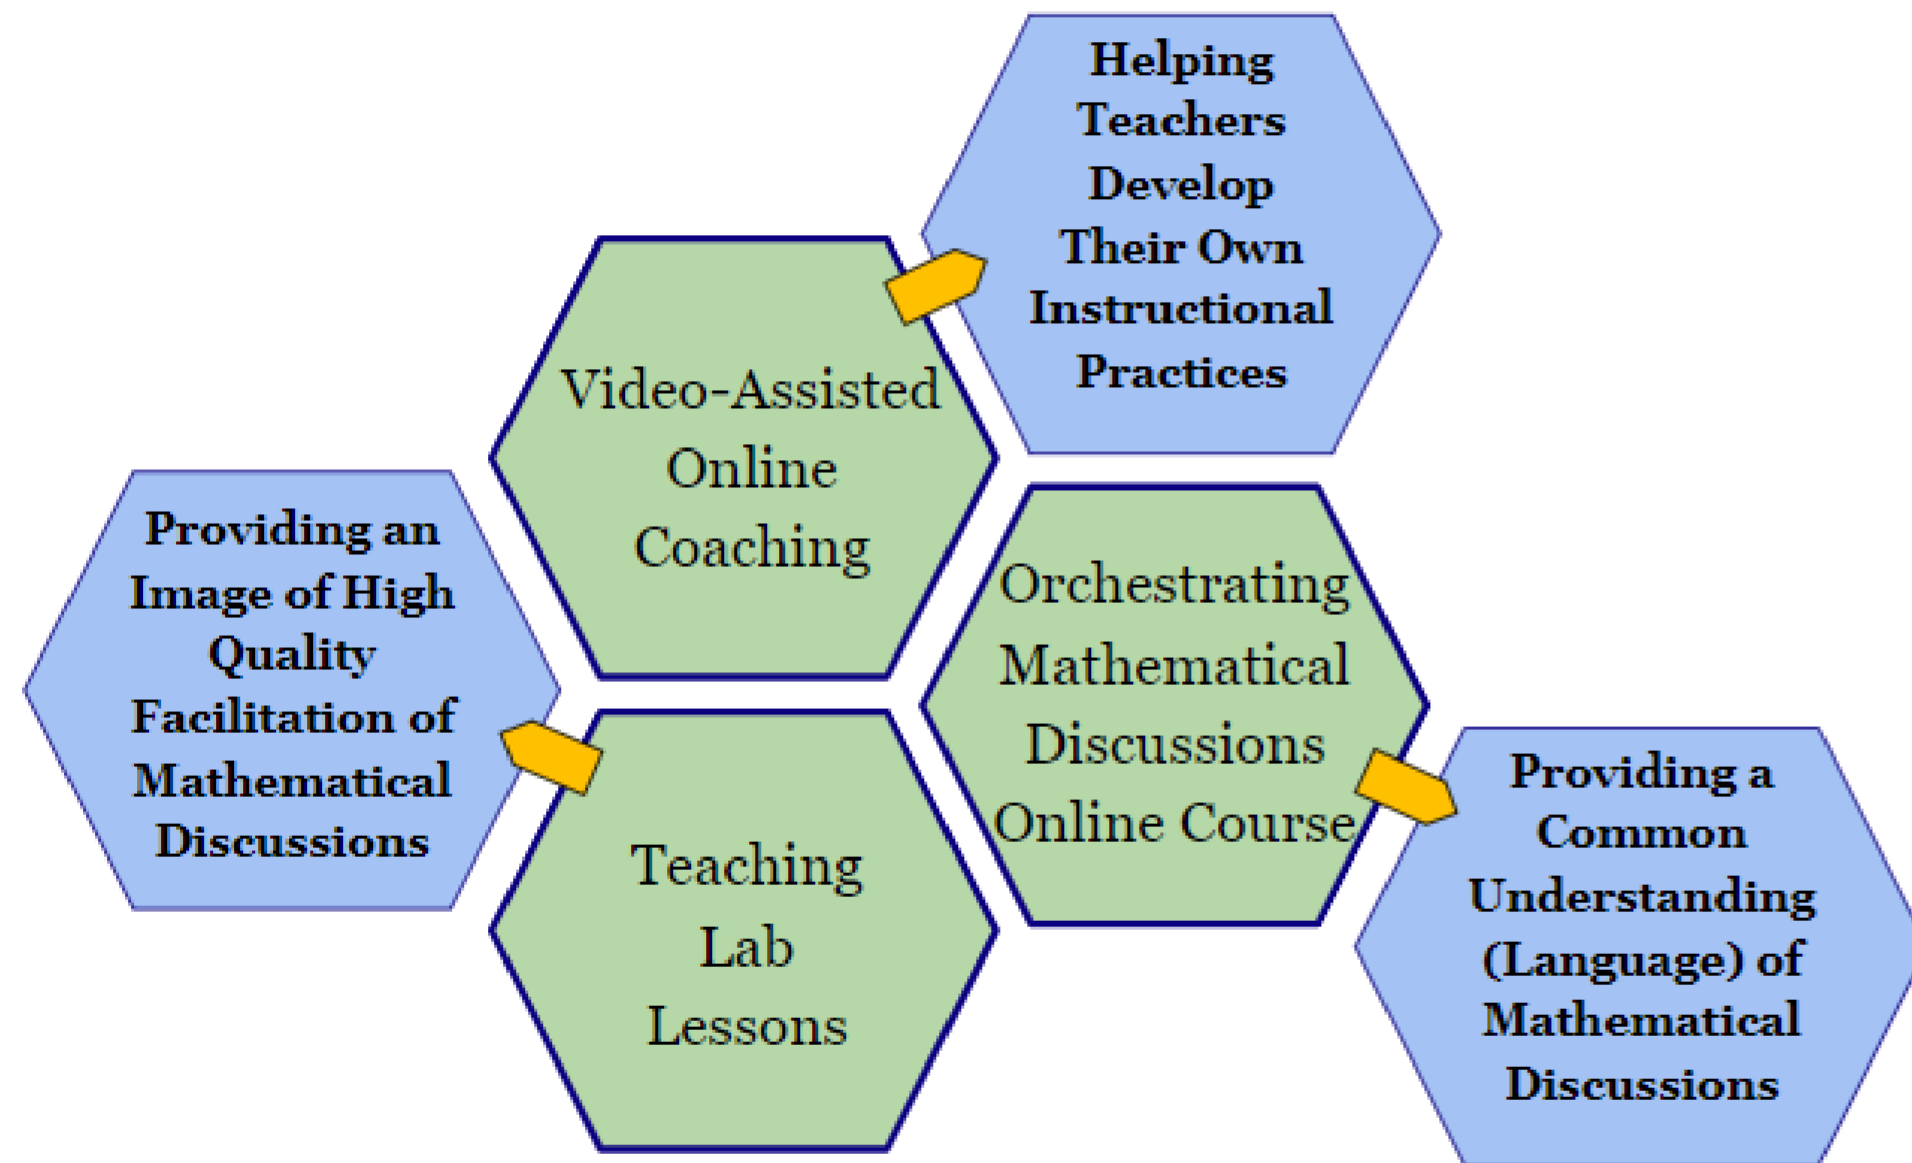 Helping
Teachers
Develop
Their Own
Instructional
Practices
Video-Assisted
Online
Coaching
Providing an
Image of High
Quality
Facilitation of
Mathematical
Discussions
Orchestrating
Mathematical
Discussions
Online Course
Teaching
Lab
Lessons
Providing a
Common
Understanding
(Language) of
Mathematical
Discussions